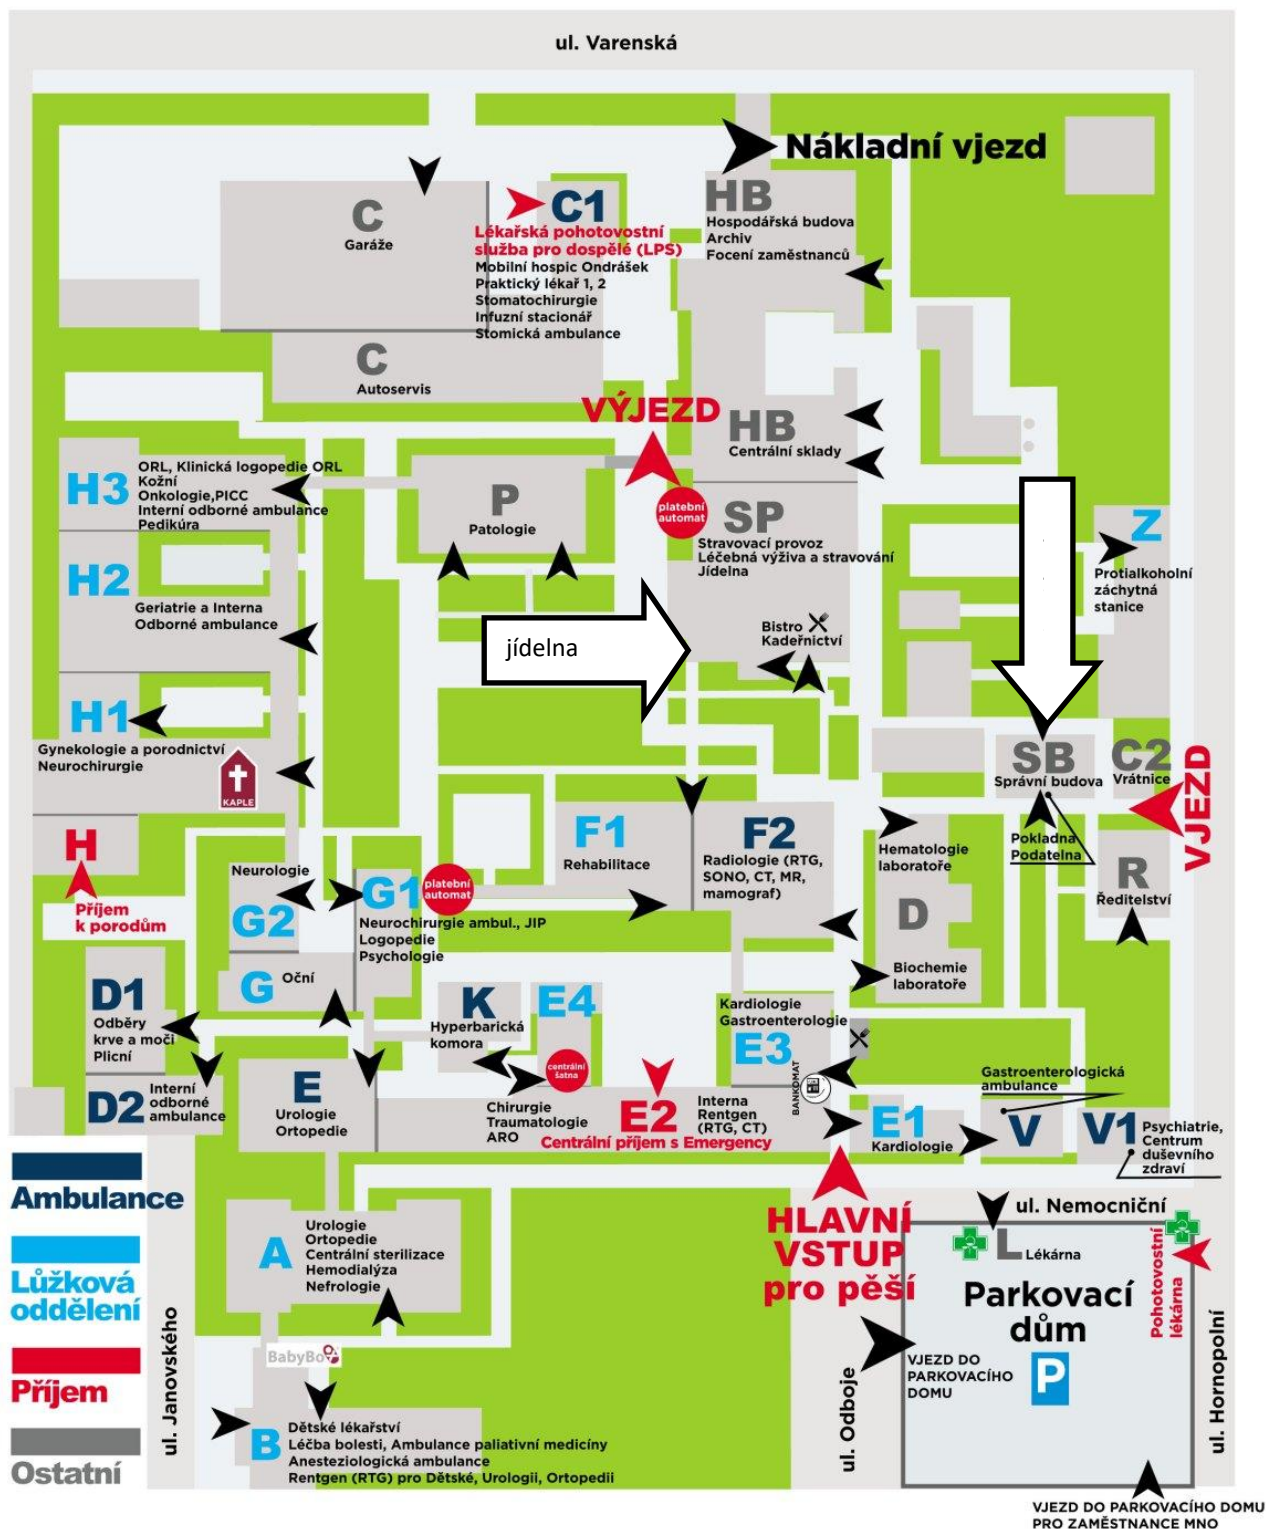 ul. Varenská
Nákladní vjezd
C
Garáže
C1
Lékařská pohotovostní
služba pro dospělé (LPS)
Mobilní hospic Ondrášek
Praktický lékař 1, 2
Stomatochirurgie
Infuzní stacionář
Stomická ambulance
HB
Hospodářská budova
Archiv
Focení zaměstnanců
C
Autoservis
VÝJEZD
HB
Centrální sklady
H3
ORL, Klinická logopedie ORL
Kožní
Onkologie,PICC
Interní odborné ambulance
Pedikúra
P
Patologie
platební
automat
SP
Stravovací provoz
Léčebná výživa a stravování
Jídelna
Z
Protialkoholní
záchytná
stanice
H2
Geriatrie a Interna
Odborné ambulance
jídelna
Bistro
Kadeřnictví
H1
Gynekologie a porodnictví
Neurochirurgie
KAPLE
SB
Správní budova
C2
Vrátnice
VJEZD
Pokladna
Podatelna
R
Ředitelství
H
Příjem
k porodům
Neurologie
G2
G1
platební
automat
Neurochirurgie ambul., JIP
Logopedie
Psychologie
F1
Rehabilitace
F2
Radiologie (RTG,
SONO, CT, MR,
mamograf)
Hematologie
laboratoře
D
Biochemie
laboratoře
G
Oční
D1
Odběry
krve a moči
Plicní
K
Hyperbarická
komora
E4
centrální
šatna
Kardiologie
Gastroenterologie
E3
BANKOMAT
D2
Interní
odborné
ambulance
E
Urologie
Ortopedie
Chirurgie
Traumatologie
ARO
E2
Interna
Rentgen
(RTG, CT)
Centrální příjem s Emergency
E1
Kardiologie
Gastroenterologická
ambulance
V
V1
Psychiatrie,
Centrum
duševního
zdraví
Ambulance
Lůžková
oddělení
Příjem
Ostatní
ul. Janovského
A
Urologie
Ortopedie
Centrální sterilizace
Hemodialýza
Nefrologie
BabyBo
B
Dětské lékařství
Léčba bolesti, Ambulance paliativní medicíny
Anesteziologická ambulance
Rentgen (RTG) pro Dětské, Urologii, Ortopedii
HLAVNÍ
VSTUP
pro pěší
ul. Nemocniční
L
Lékárna
Pohotovostní
lékárna
Parkovací
dům
P
VJEZD DO
PARKOVACÍHO
DOMU
ul. Odboje
ul. Hornopolní
VJEZD DO PARKOVACÍHO DOMU
PRO ZAMĚSTNANCE MNO